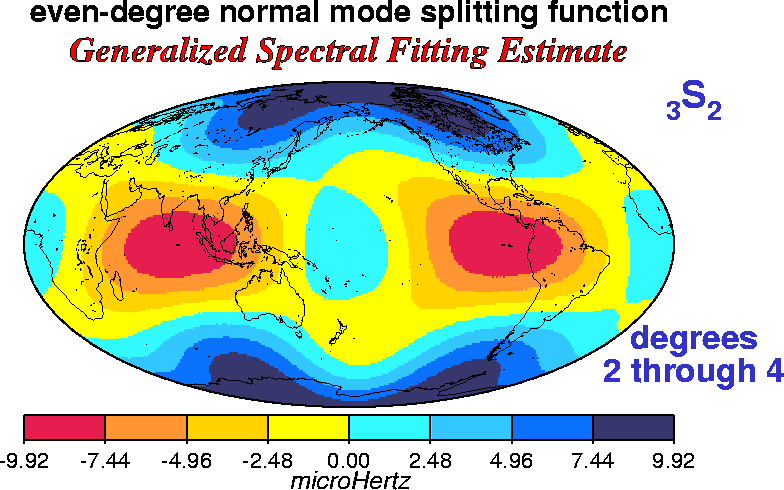 even-degree normal mode splitting function
Generalized Spectral Fitting Estimate
3S2
degrees
2 through 4
-9.92 -7.44 -4.96 -2.48 0.00 2.48 4.96 7.44 9.92
microHertz